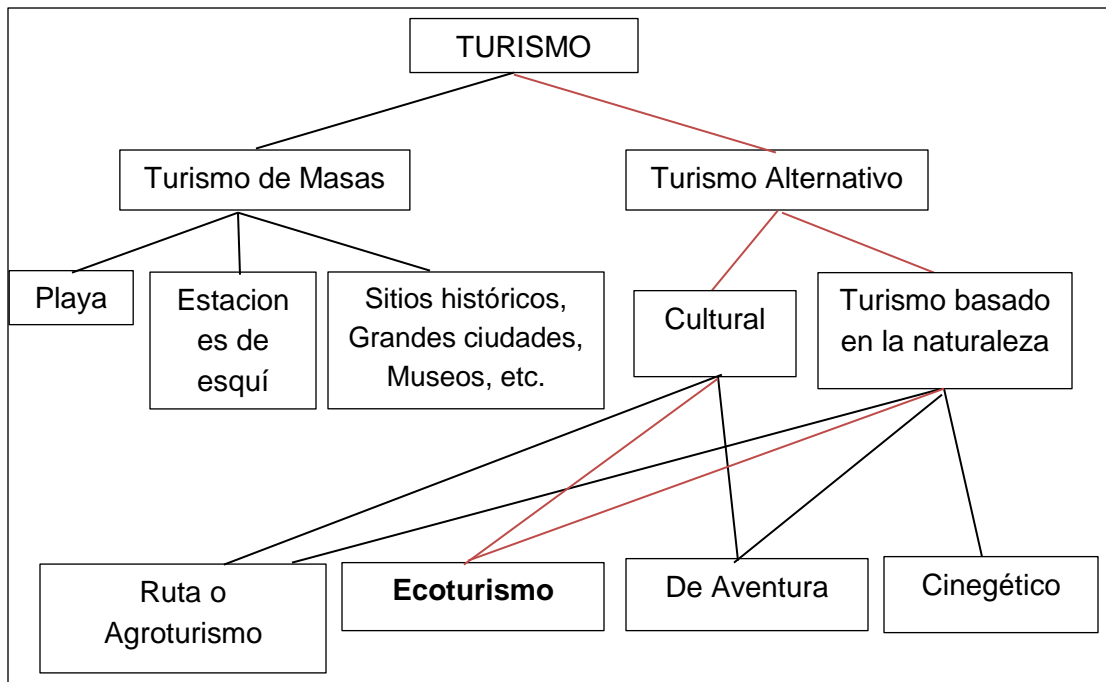 TURISMO
Turismo de Masas
Turismo Alternativo
Playa
Estacion
es de
esquí
Sitios históricos,
Grandes ciudades,
Museos, etc.
Cultural
Turismo basado
en la naturaleza
Ruta o
Agroturismo
Ecoturismo
De Aventura
Cinegético